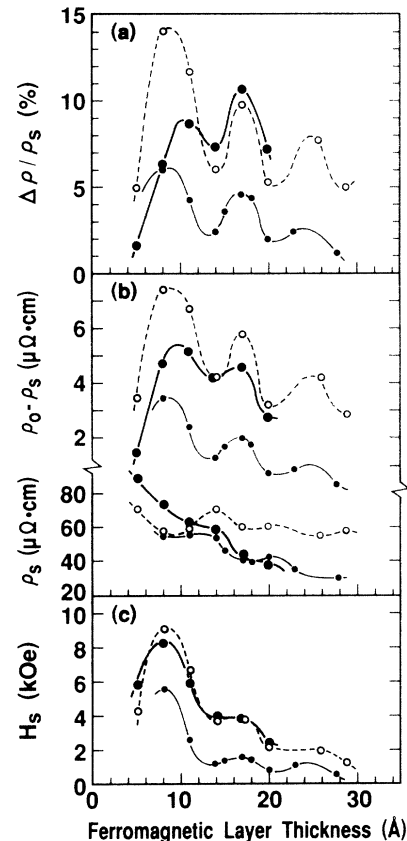 (a)
15
10
5
0
Δρ/ρs (%)
(b)
6
4
2
ρ0-ρs (μΩ·cm)
80
60
40
20
ρs (μΩ·cm)
(c)
10
8
6
4
2
0
Hs (kOe)
0 10 20 30
Ferromagnetic Layer Thickness (Å)